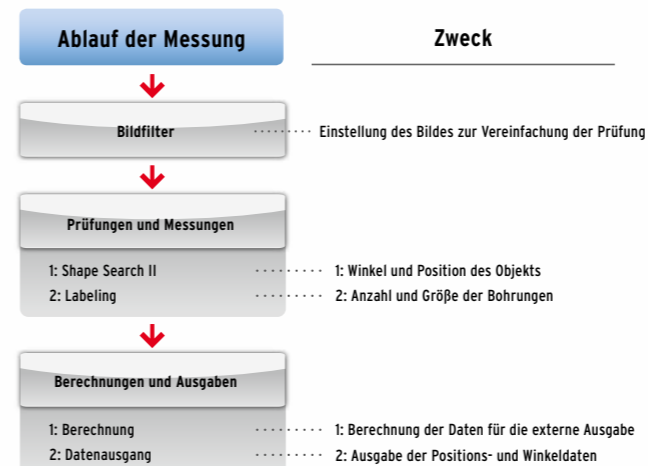 Ablauf der Messung Zweck
Bildfilter Einstellung des Bildes zur Vereinfachung der Prüfung
Prüfungen und Messungen
1: Shape Search II 1: Winkel und Position des Objekts
2: Labeling 2: Anzahl und Größe der Bohrungen
Berechnungen und Ausgaben
1: Berechnung 1: Berechnung der Daten für die externe Ausgabe
2: Datenausgang 2: Ausgabe der Positions- und Winkeldaten